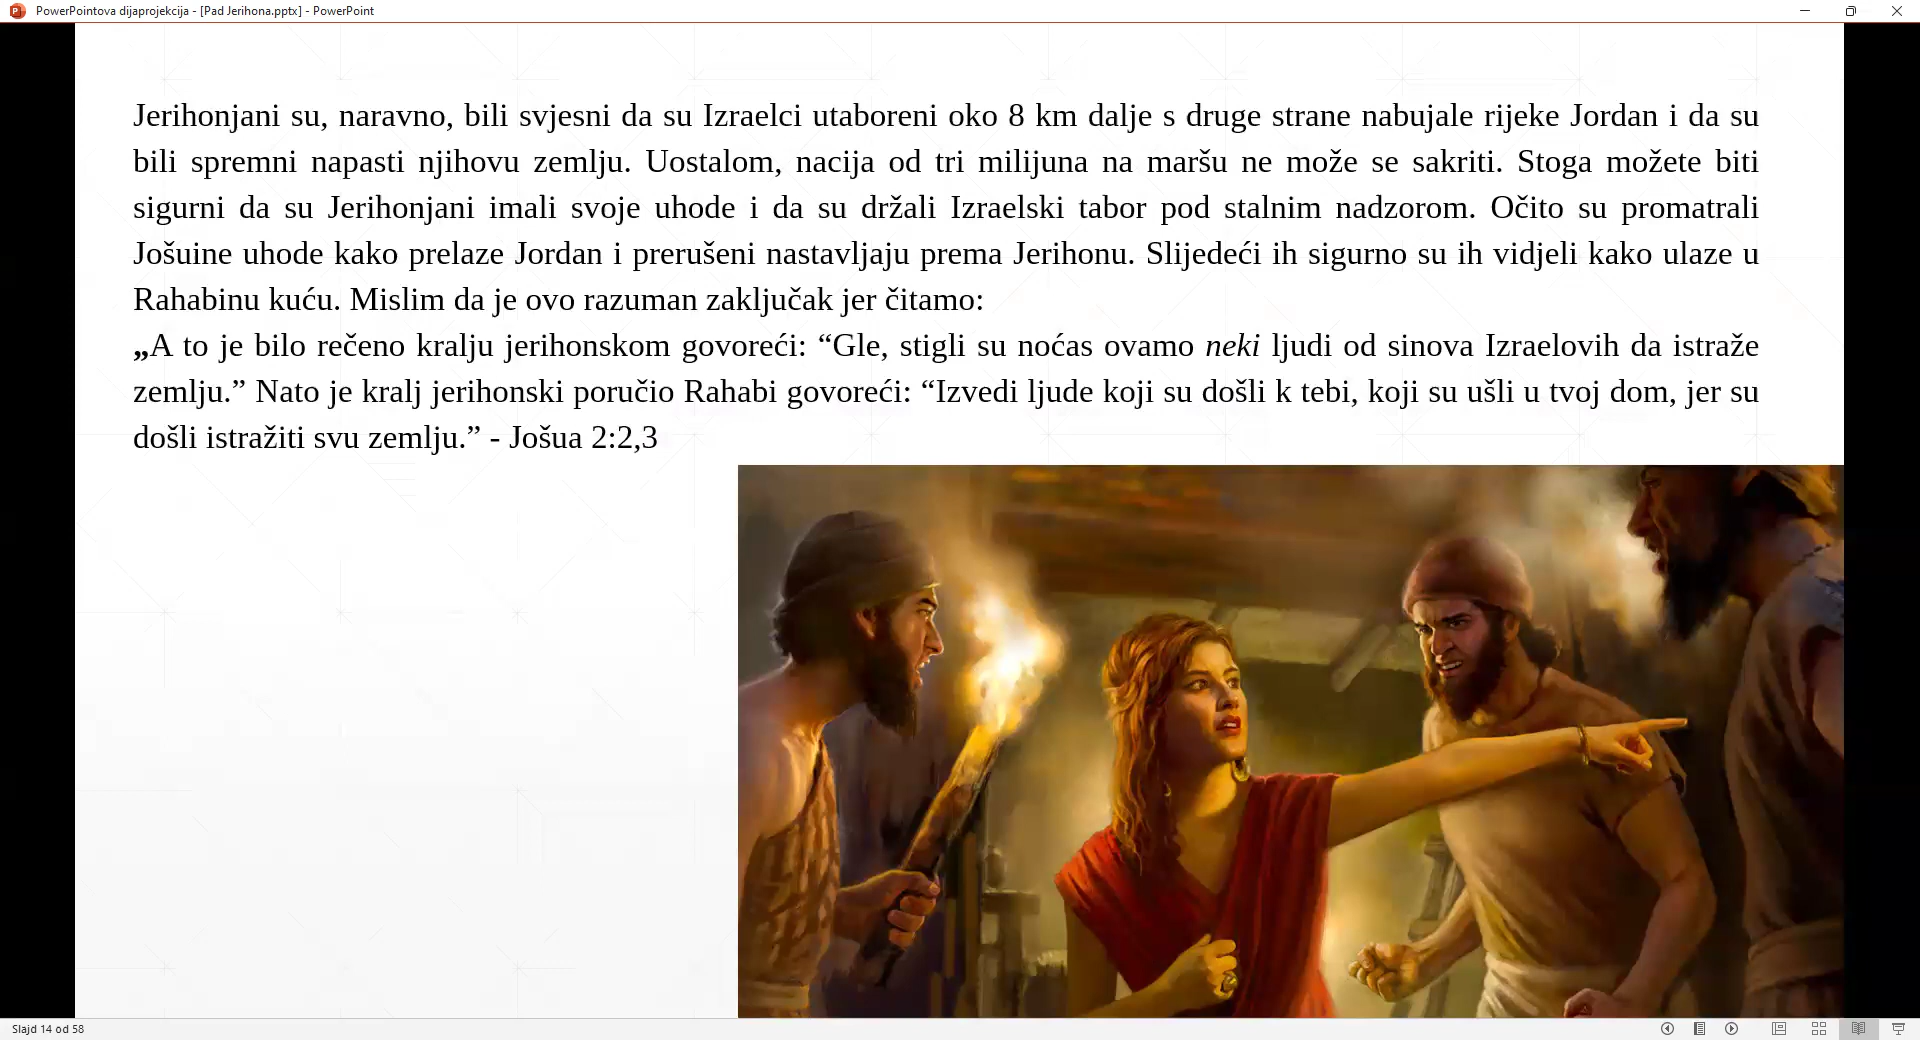 PowerPointova dijaprojekcija - [Pad Jerihona.pptx] - PowerPoint
Jerihonjani su, naravno, bili svjesni da su Izraelci utaboreni oko 8 km dalje s druge strane nabujale rijeke Jordan i da su
bili spremni napasti njihovu zemlju. Uostalom, nacija od tri milijuna na maršu ne može se sakriti. Stoga možete biti
sigurni da su Jerihonjani imali svoje uhode i da su držali Izraelski tabor pod stalnim nadzorom. Očito su promatrali
Jošuine uhode kako prelaze Jordan i prerušeni nastavljaju prema Jerihonu. Slijedeći ih sigurno su ih vidjeli kako ulaze u
Rahabinu kuću. Mislim da je ovo razuman zaključak jer čitamo:
„A to je bilo rečeno kralju jerihonskom govoreći: “Gle, stigli su noćas ovamo neki ljudi od sinova Izraelovih da istraže
zemlju.” Nato je kralj jerihonski poručio Rahabi govoreći: “Izvedi ljude koji su došli k tebi, koji su ušli u tvoj dom, jer su
došli istražiti svu zemlju.” - Jošua 2:2,3
Slajd 14 od 58